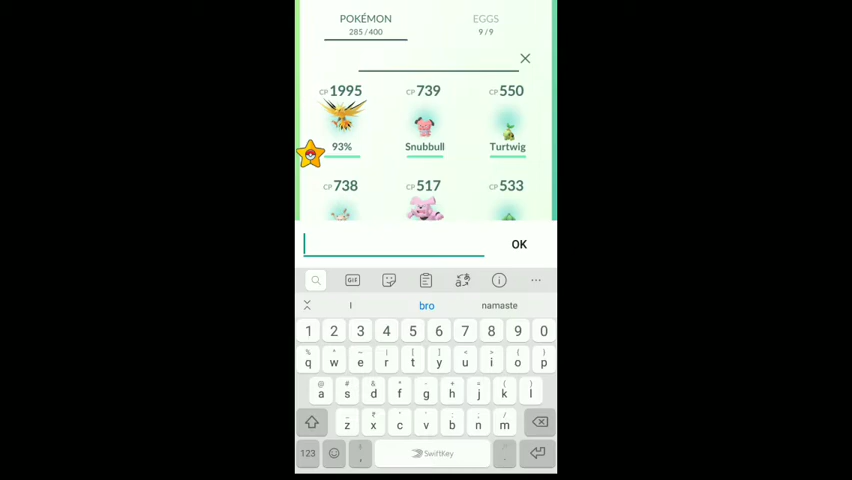 POKÉMON EGGS
285 / 400 9 / 9
CP 1995 CP 739 CP 550
93% Snubbull Turtwig
CP 738 CP 517 CP 533
OK
GIF
I bro namaste
1 2 3 4 5 6 7 8 9 0
% ^ ~ | [ ] < > { }
q w e r t y u i o p
@ # & * - + = ( )
a s d f g h j k l
_ ₹ " ' : ; /
z x c v b n m
123 , SwiftKey .